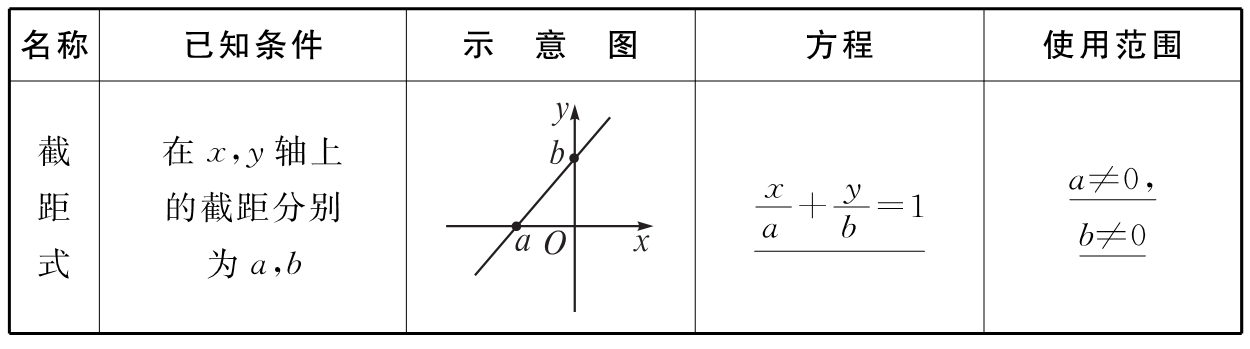 名称 已知条件 示 意 图 方程 使用范围
截
距
式
在 x,y 轴上
的截距分别
为 a,b
y
b
a O x
x/a+y/b=1
a≠0,
b≠0